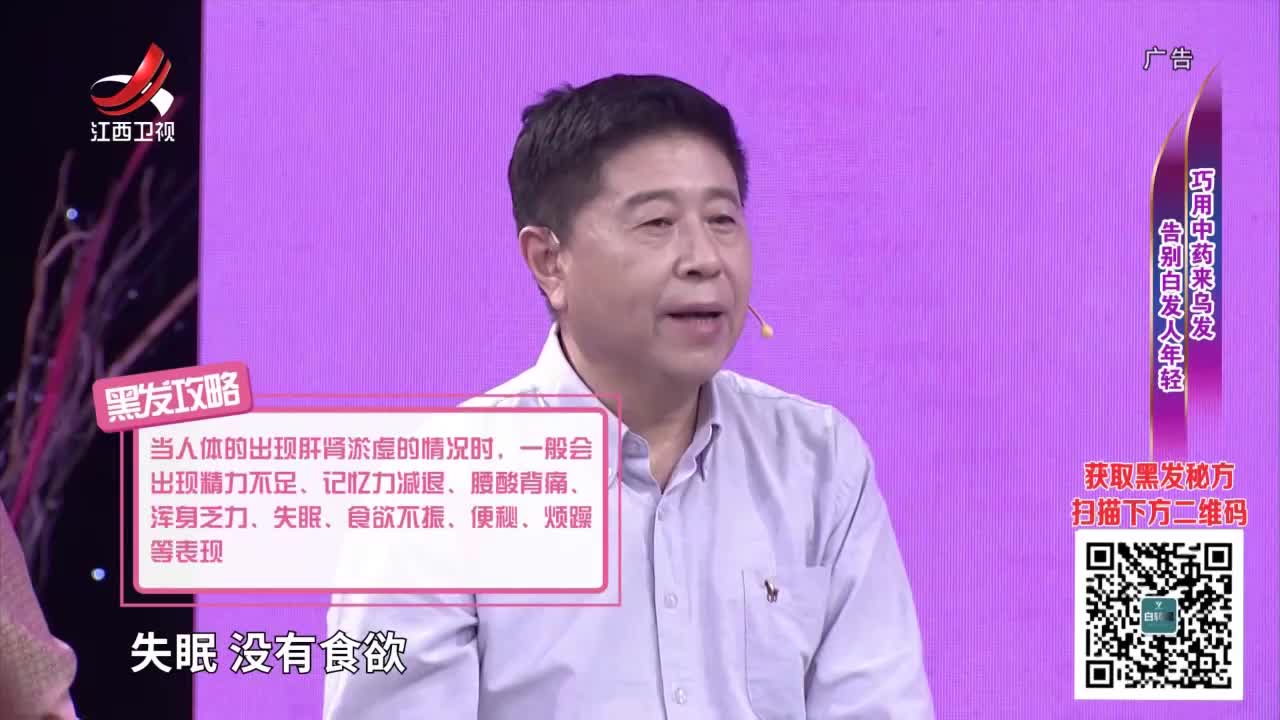 江西卫视
广告
巧用中药来乌发
告别白发人年轻
黑发攻略
当人体的出现肝肾淤虚的情况时，一般会
出现精力不足、记忆力减退、腰酸背痛、
浑身乏力、失眠、食欲不振、便秘、烦躁
等表现
获取黑发秘方
扫描下方二维码
失眠 没有食欲